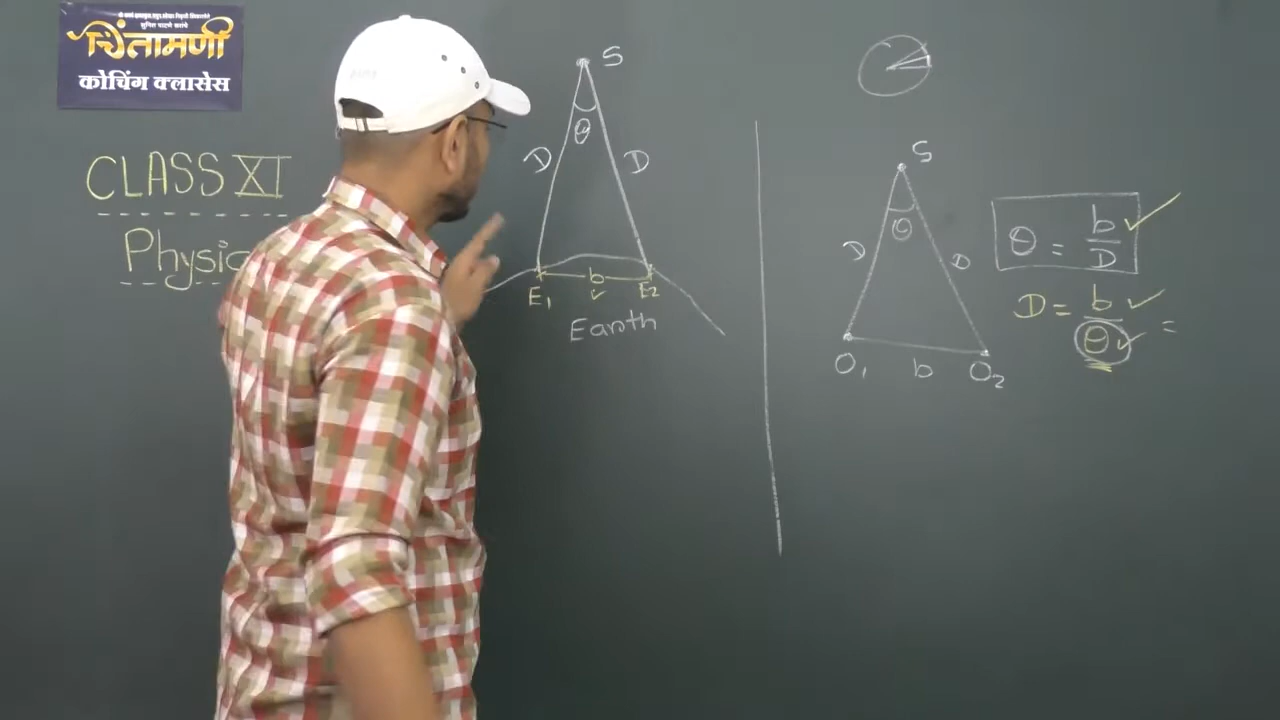 चिंतामणी
कोचिंग क्लासेस
CLASS XI
Physic
S
θ
D D
E1 b E2
Earth
S
θ
D D
O1 b O2
θ = b/D
D = b/θ =